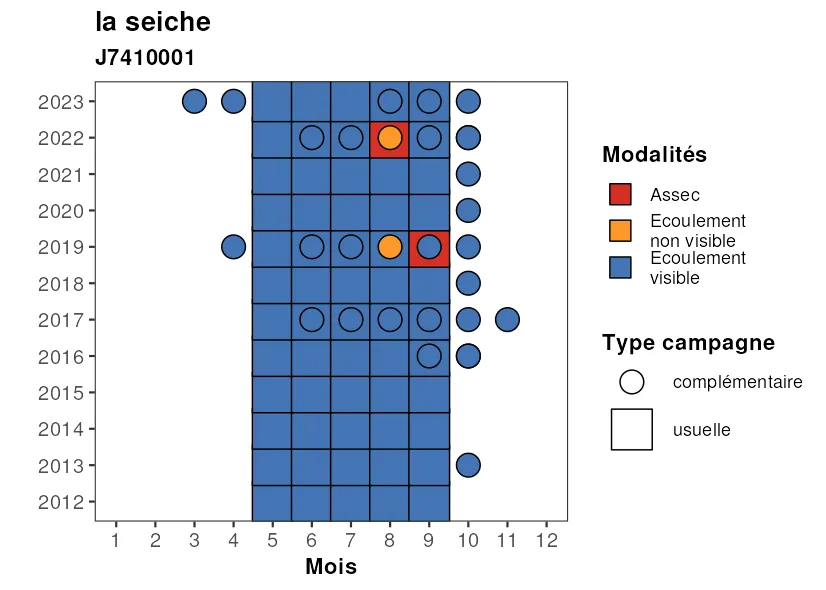 la seiche
J7410001
2023
2022
2021
2020
2019
2018
2017
2016
2015
2014
2013
2012
1 2 3 4 5 6 7 8 9 10 11 12
Mois
Modalités
Assec
Ecoulement
non visible
Ecoulement
visible
Type campagne
complémentaire
usuelle